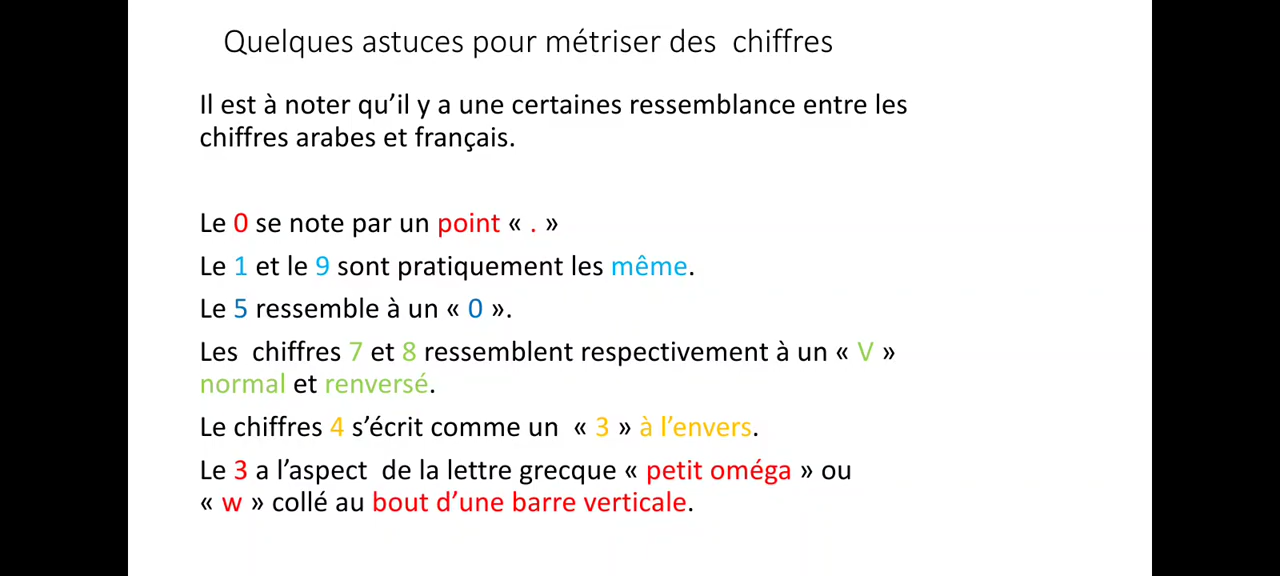 Quelques astuces pour métriser des chiffres
Il est à noter qu’il y a une certaines ressemblance entre les
chiffres arabes et français.
Le 0 se note par un point « . »
Le 1 et le 9 sont pratiquement les même.
Le 5 ressemble à un « 0 ».
Les chiffres 7 et 8 ressemblent respectivement à un « V »
normal et renversé.
Le chiffres 4 s’écrit comme un « 3 » à l’envers.
Le 3 a l’aspect de la lettre grecque « petit oméga » ou
« w » collé au bout d’une barre verticale.